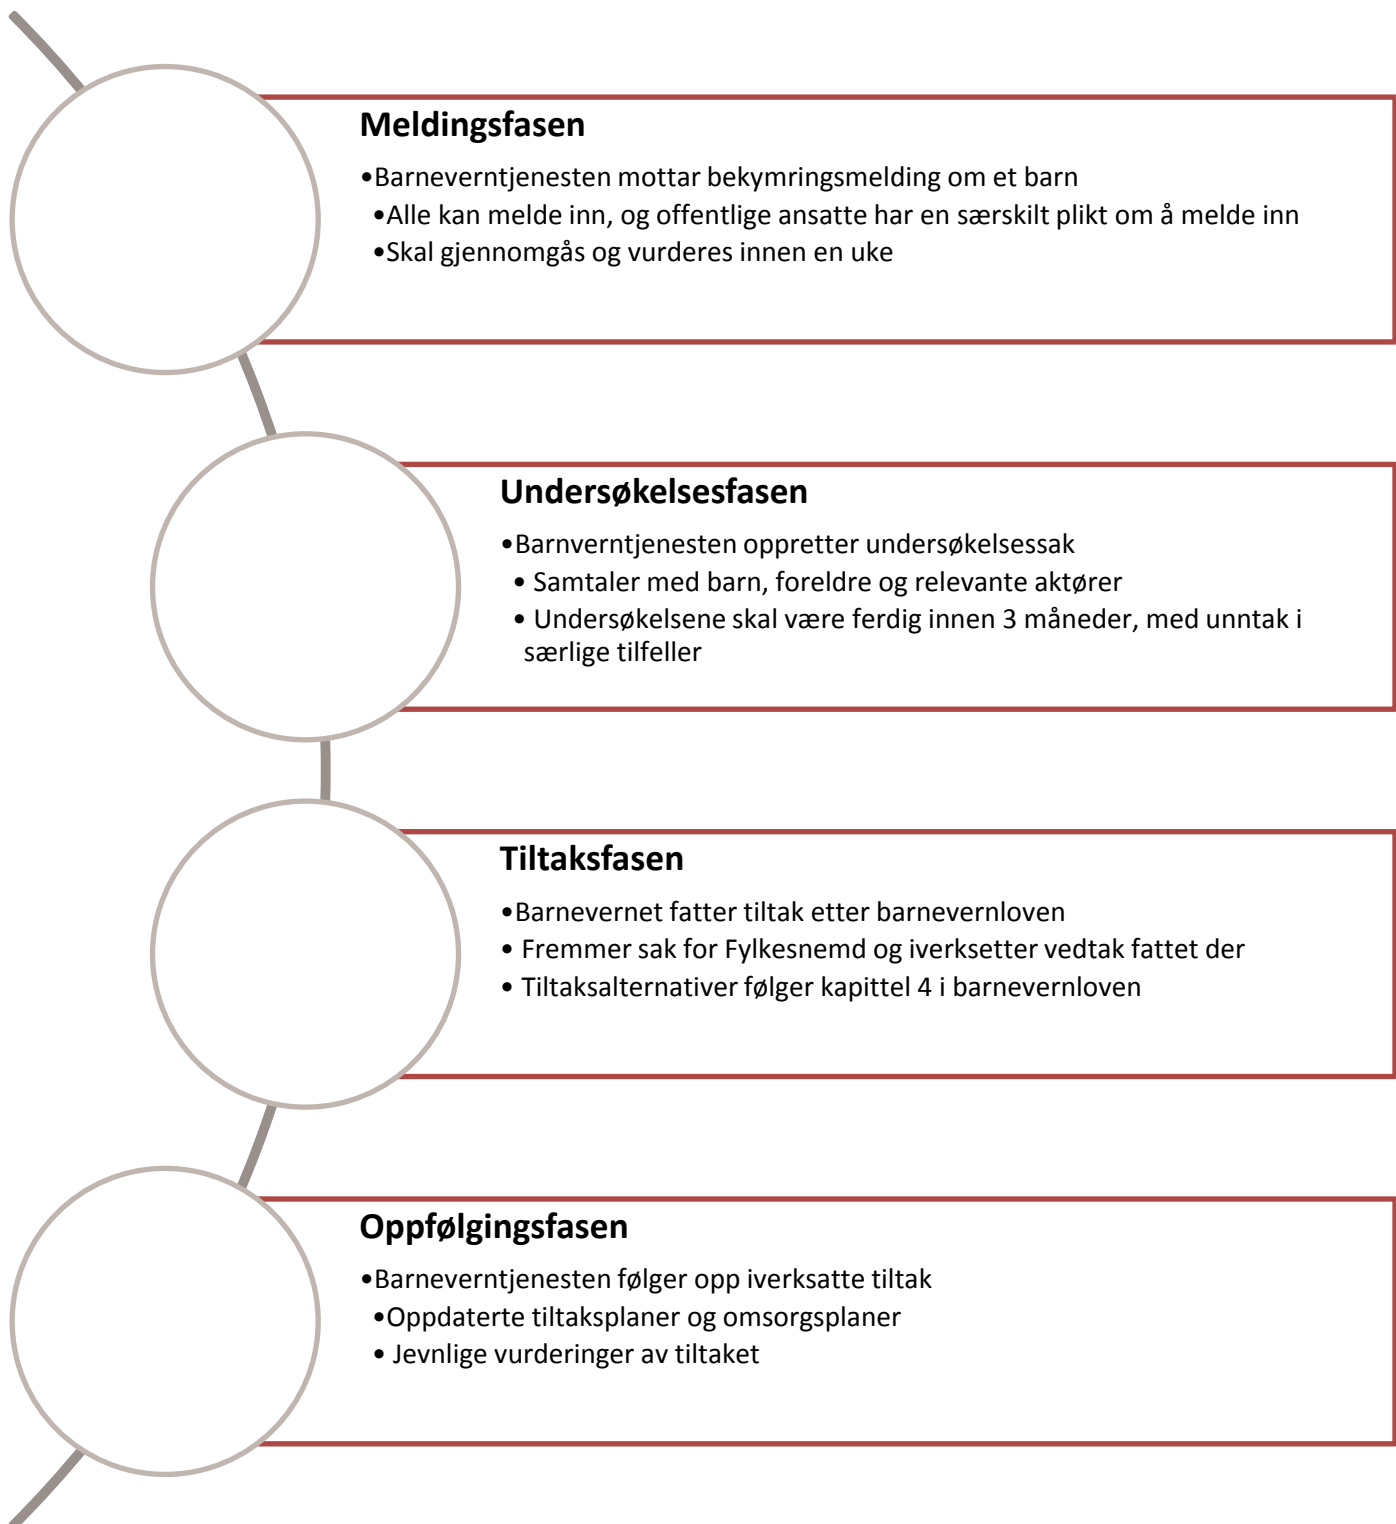 Meldingsfasen
•Barneverntjenesten mottar bekymringsmelding om et barn
•Alle kan melde inn, og offentlige ansatte har en særskilt plikt om å melde inn
•Skal gjennomgås og vurderes innen en uke
Undersøkelsesfasen
•Barnverntjenesten oppretter undersøkelsessak
• Samtaler med barn, foreldre og relevante aktører
• Undersøkelsene skal være ferdig innen 3 måneder, med unntak i
særlige tilfeller
Tiltaksfasen
•Barnevernet fatter tiltak etter barnevernloven
• Fremmer sak for Fylkesnemd og iverksetter vedtak fattet der
• Tiltaksalternativer følger kapittel 4 i barnevernloven
Oppfølgingsfasen
•Barneverntjenesten følger opp iverksatte tiltak
•Oppdaterte tiltaksplaner og omsorgsplaner
• Jevnlige vurderinger av tiltaket